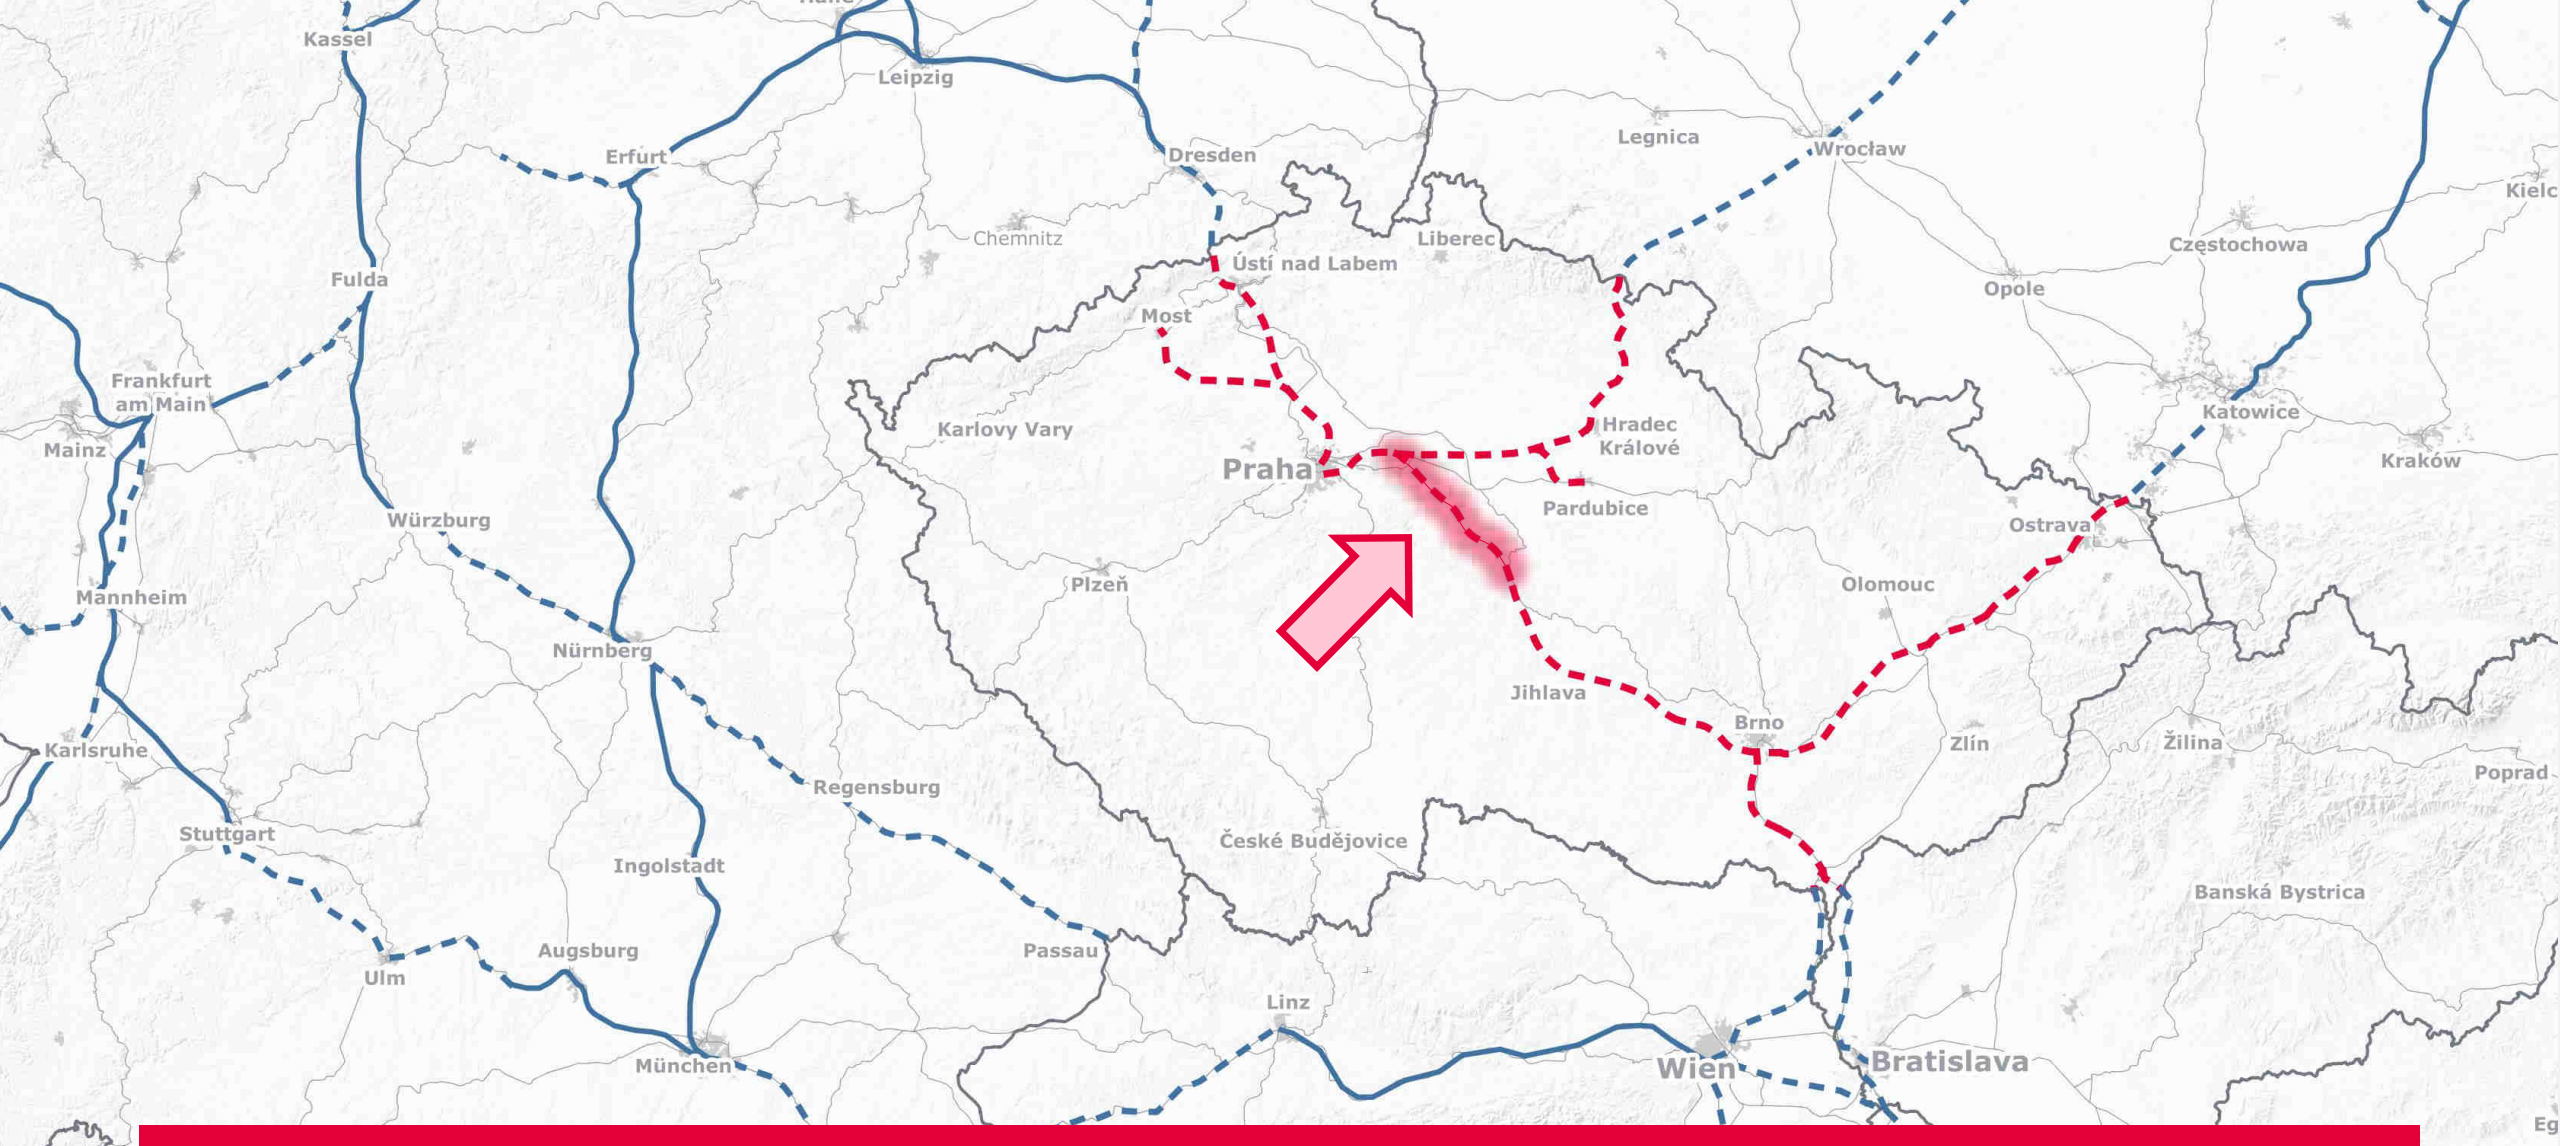 Kassel
Leipzig
Legnica
Wrocław
Erfurt
Dresden
Kielc
Chemnitz
Liberec
Częstochowa
Ústí nad Labem
Fulda
Opole
Most
Frankfurt
am Main
Katowice
Mainz
Karlovy Vary
Hradec
Králové
Kraków
Praha
Pardubice
Würzburg
Ostrava
Plzeň
Olomouc
Mannheim
Nürnberg
Jihlava
Brno
Zlín
Žilina
Karlsruhe
Poprad
Regensburg
Stuttgart
České Budějovice
Ingolstadt
Banská Bystrica
Augsburg
Passau
Ulm
Linz
München
Wien
Bratislava
Eg